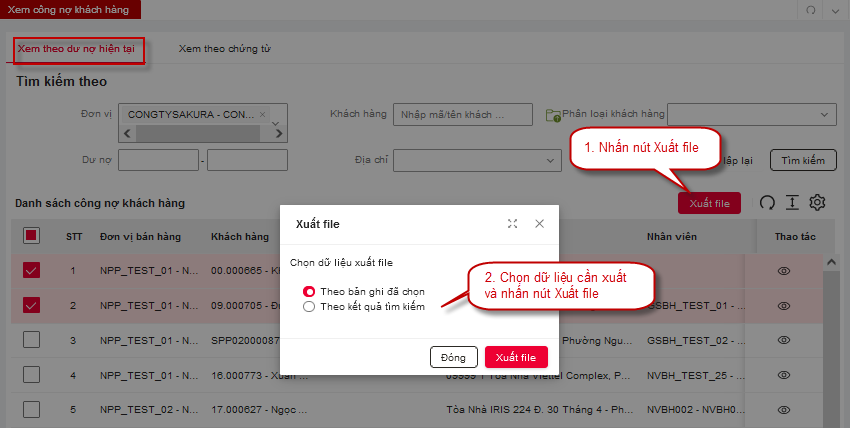 Xem công nợ khách hàng
Xem theo dư nợ hiện tại Xem theo chứng từ
Tìm kiếm theo
Đơn vị CONGTYSAKURA - CON... Khách hàng Nhập mã/tên khách ... Phân loại khách hàng
1. Nhấn nút Xuất file
Dư nợ - Địa chỉ lập lại Tìm kiếm
Danh sách công nợ khách hàng Xuất file
STT Đơn vị bán hàng Khách hàng Nhân viên Thao tác
Xuất file
1 NPP_TEST_01 - N... 00.000665 - Kh
Chọn dữ liệu xuất file
Theo bản ghi đã chọn
Theo kết quả tìm kiếm
2. Chọn dữ liệu cần xuất
và nhấn nút Xuất file
2 NPP_TEST_01 - N... 09.000705 - Đư GSBH_TEST_01 -
3 NPP_TEST_01 - N... SPP02000087 Phường Ngu... GSBH_TEST_02 - ...
Đóng Xuất file
4 NPP_TEST_01 - N... 16.000773 - Xuân ... Tòa Nhà Viettel Complex, P... NVBH_TEST_25 - ...
5 NPP_TEST_02 - N... 17.000627 - Ngọc ... Tòa Nhà IRIS 224 Đ. 30 Tháng 4 - Ph... NVBH002 - NVBH0...